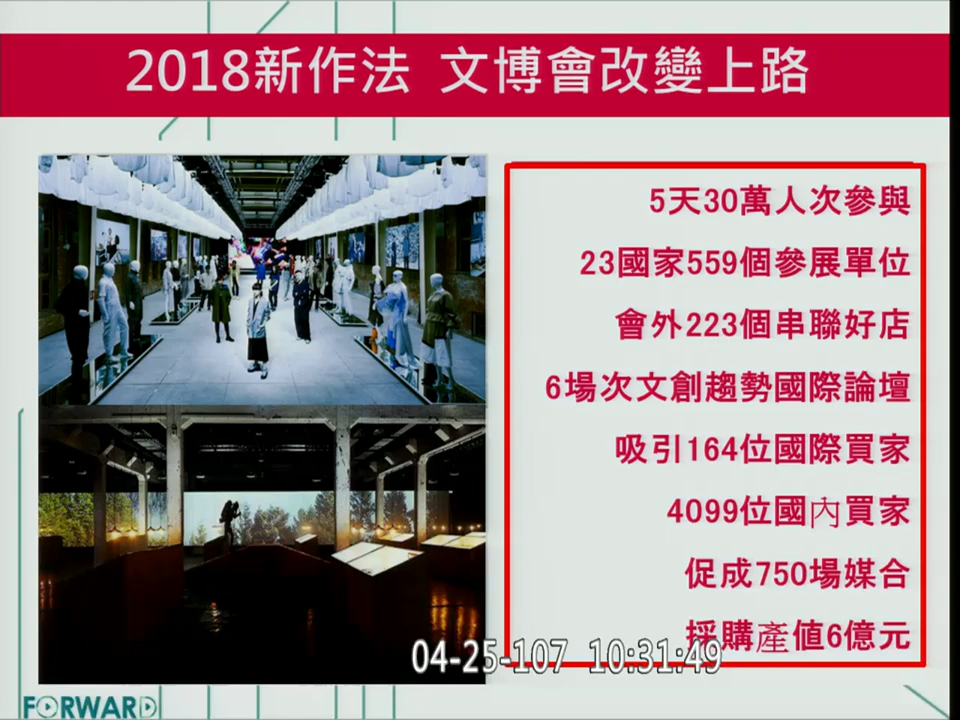 2018新作法 文博會改變上路
5天30萬人次參與
23國家559個參展單位
會外223個串聯好店
6場次文創趨勢國際論壇
吸引164位國際買家
4099位國內買家
促成750場媒合
採購產值6億元
04-25-107 10:31:49
FORWARD